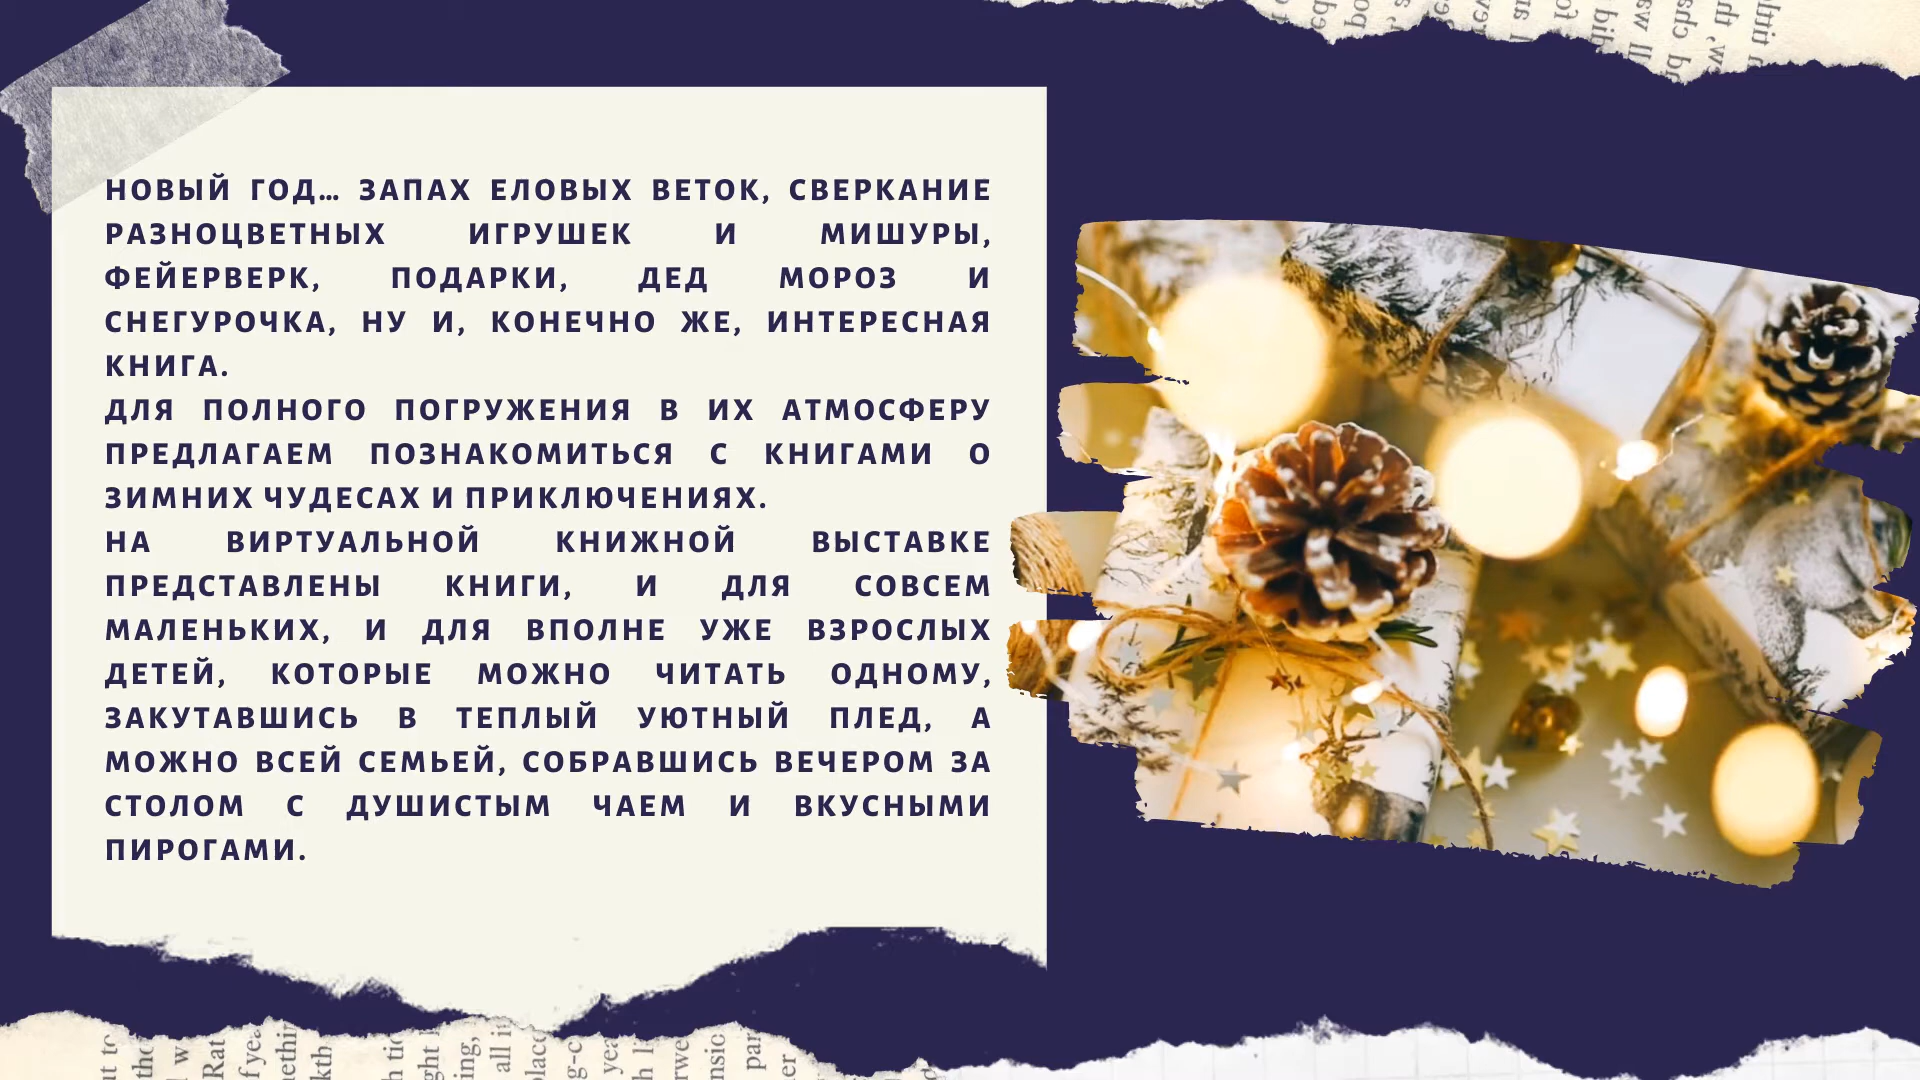 НОВЫЙ ГОД… ЗАПАХ ЕЛОВЫХ ВЕТОК, СВЕРКАНИЕ
РАЗНОЦВЕТНЫХ ИГРУШЕК И МИШУРЫ,
ФЕЙЕРВЕРК, ПОДАРКИ, ДЕД МОРОЗ И
СНЕГУРОЧКА, НУ И, КОНЕЧНО ЖЕ, ИНТЕРЕСНАЯ
КНИГА.
ДЛЯ ПОЛНОГО ПОГРУЖЕНИЯ В ИХ АТМОСФЕРУ
ПРЕДЛАГАЕМ ПОЗНАКОМИТЬСЯ С КНИГАМИ О
ЗИМНИХ ЧУДЕСАХ И ПРИКЛЮЧЕНИЯХ.
НА ВИРТУАЛЬНОЙ КНИЖНОЙ ВЫСТАВКЕ
ПРЕДСТАВЛЕНЫ КНИГИ, И ДЛЯ СОВСЕМ
МАЛЕНЬКИХ, И ДЛЯ ВПОЛНЕ УЖЕ ВЗРОСЛЫХ
ДЕТЕЙ, КОТОРЫЕ МОЖНО ЧИТАТЬ ОДНОМУ,
ЗАКУТАВШИСЬ В ТЕПЛЫЙ УЮТНЫЙ ПЛЕД, А
МОЖНО ВСЕЙ СЕМЬЕЙ, СОБРАВШИСЬ ВЕЧЕРОМ ЗА
СТОЛОМ С ДУШИСТЫМ ЧАЕМ И ВКУСНЫМИ
ПИРОГАМИ.